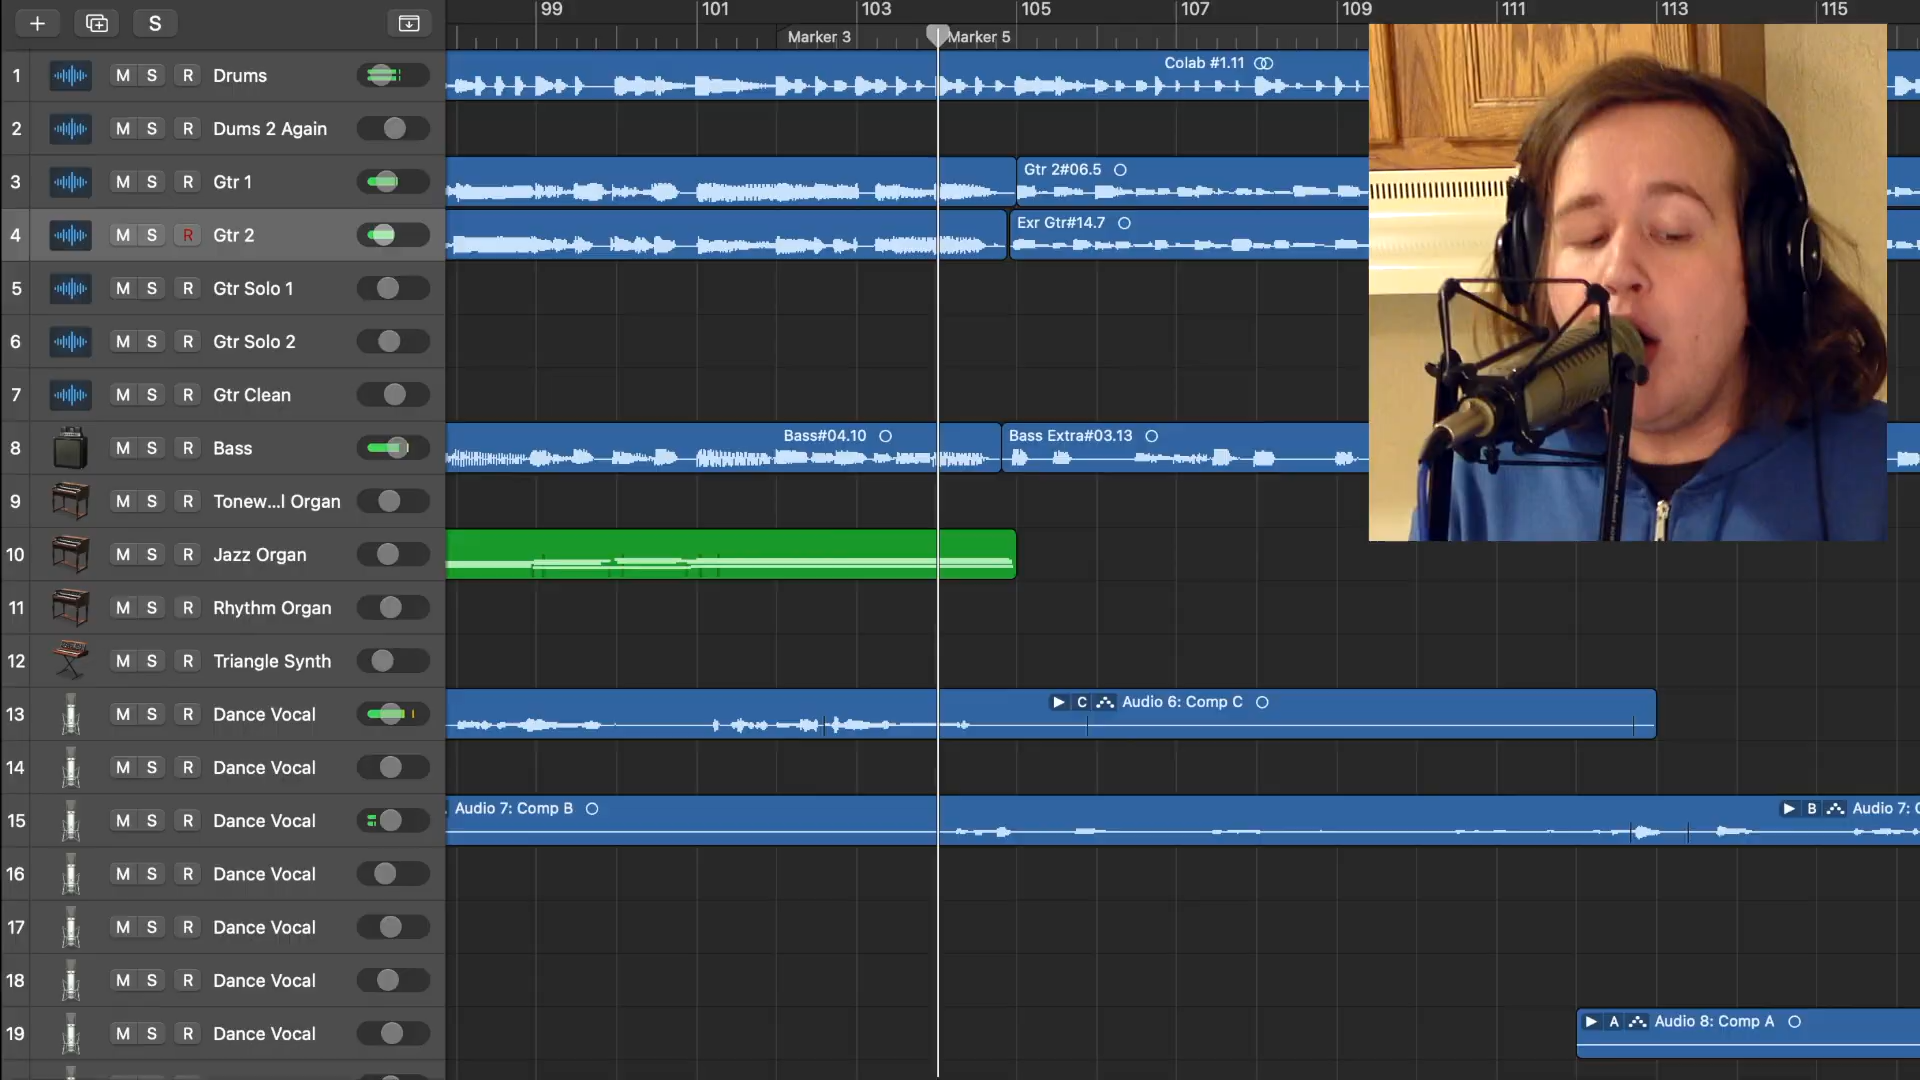 S
99 101 103 105 107 109 111 113 115
Marker 3 Marker 5
1 M S R Drums
Colab #1.11
2 M S R Dums 2 Again
3 M S R Gtr 1
Gtr 2#06.5
4 M S R Gtr 2
Exr Gtr#14.7
5 M S R Gtr Solo 1
6 M S R Gtr Solo 2
7 M S R Gtr Clean
8 M S R Bass
Bass#04.10 Bass Extra#03.13
9 M S R Tonew...l Organ
10 M S R Jazz Organ
11 M S R Rhythm Organ
12 M S R Triangle Synth
13 M S R Dance Vocal
C Audio 6: Comp C
14 M S R Dance Vocal
15 M S R Dance Vocal
Audio 7: Comp B B Audio 7:
16 M S R Dance Vocal
17 M S R Dance Vocal
18 M S R Dance Vocal
19 M S R Dance Vocal
A Audio 8: Comp A